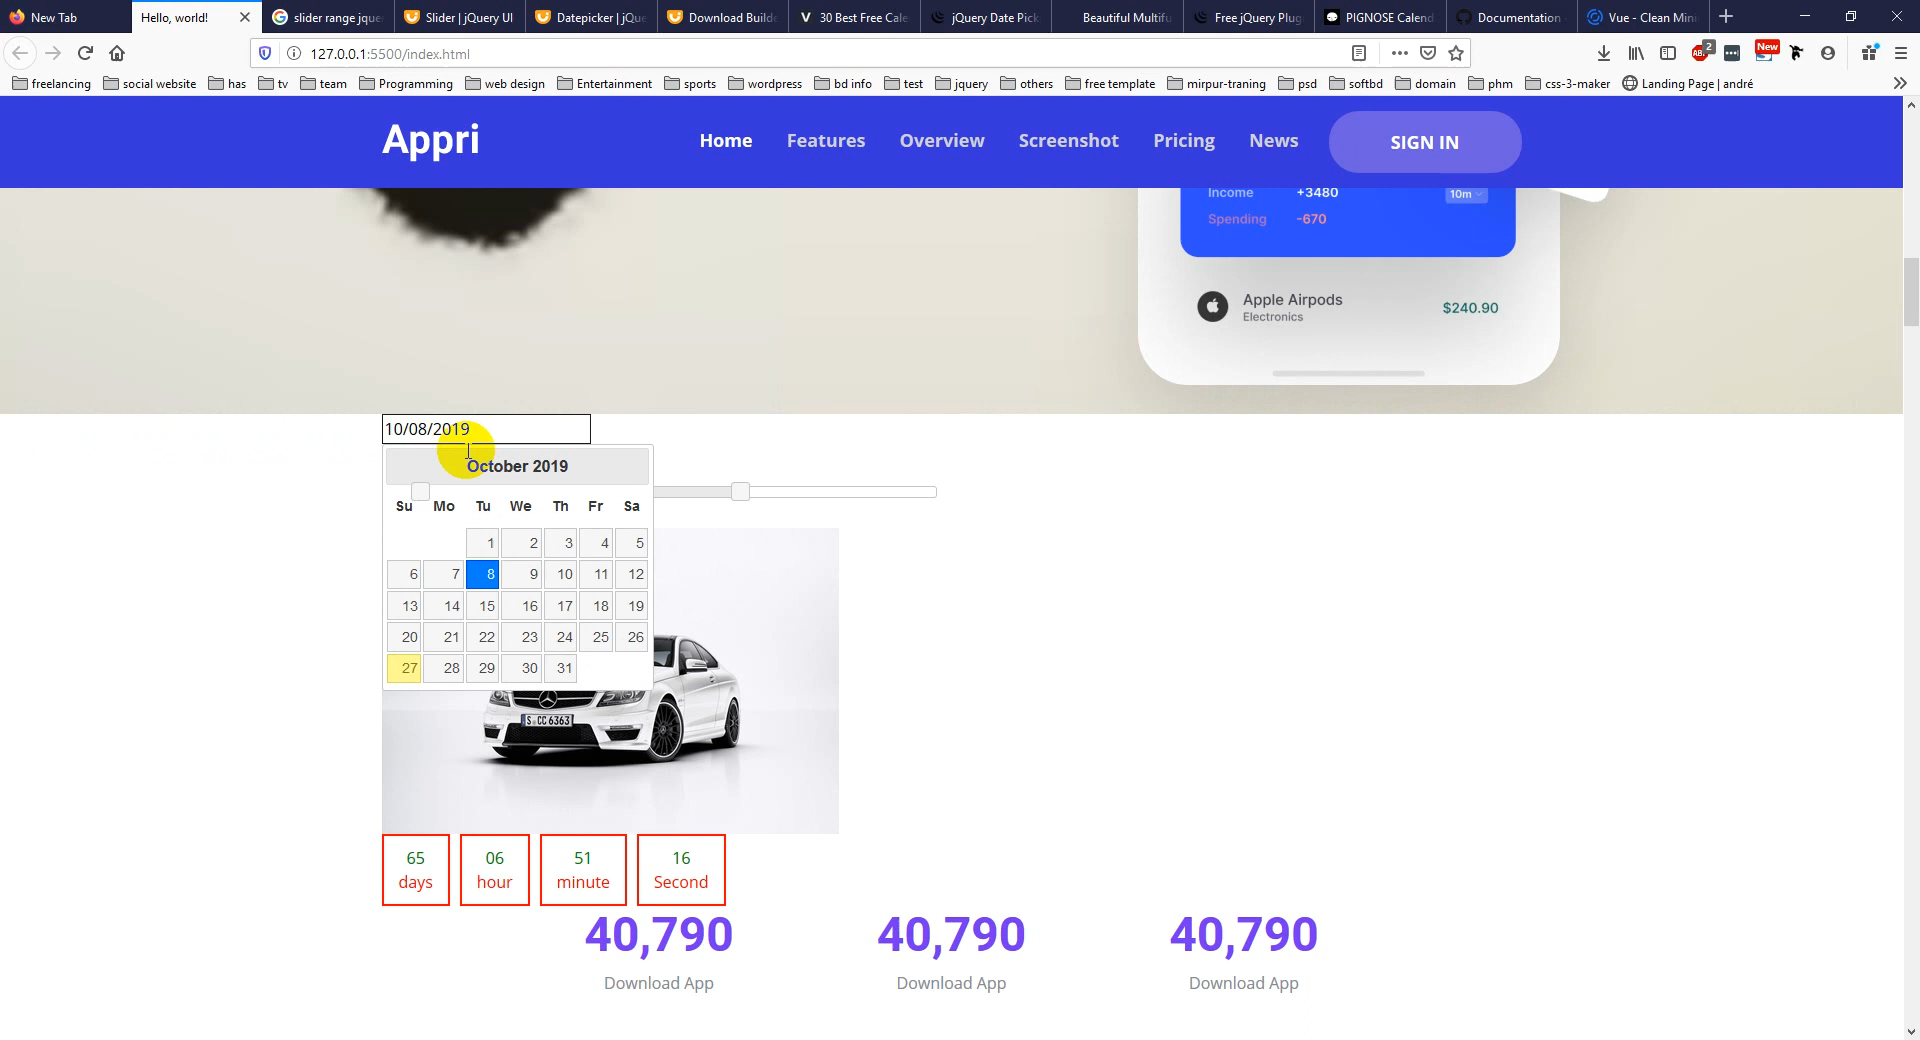 New Tab
Hello, world!
slider range jque
Slider | jQuery UI
Datepicker | jQue
Download Builde
V 30 Best Free Cale
jQuery Date Pick
Beautiful Multifu
Free jQuery Plug
PIGNOSE Calend
Documentation
Vue - Clean Mini
127.0.0.1:5500/index.html
ABP 2
New
freelancing
social website
has
tv
team
Programming
web design
Entertainment
sports
wordpress
bd info
test
jquery
others
free template
mirpur-traning
psd
softbd
domain
phm
css-3-maker
Landing Page | andré
Appri
Home
Features
Overview
Screenshot
Pricing
News
SIGN IN
Income +3480 10m
Spending -670
Apple Airpods
Electronics
$240.90
10/08/2019
October 2019
Su Mo Tu We Th Fr Sa
1 2 3 4 5
6 7 8 9 10 11 12
13 14 15 16 17 18 19
20 21 22 23 24 25 26
27 28 29 30 31
S CC 6363
65 06 51 16
days hour minute Second
40,790 40,790 40,790
Download App Download App Download App